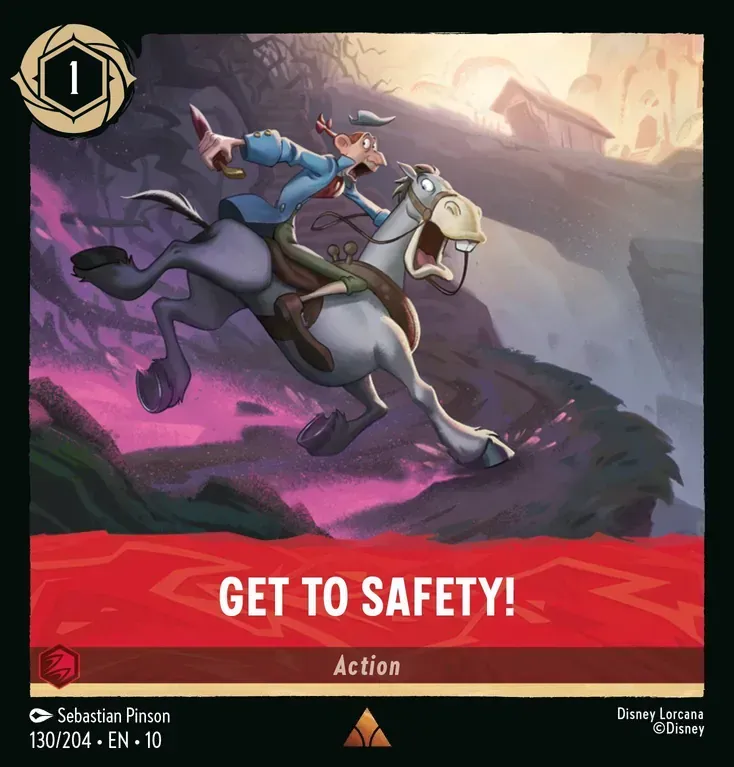 1
GET TO SAFETY!
Action
Sebastian Pinson
130/204 • EN • 10
Disney Lorcana
©Disney